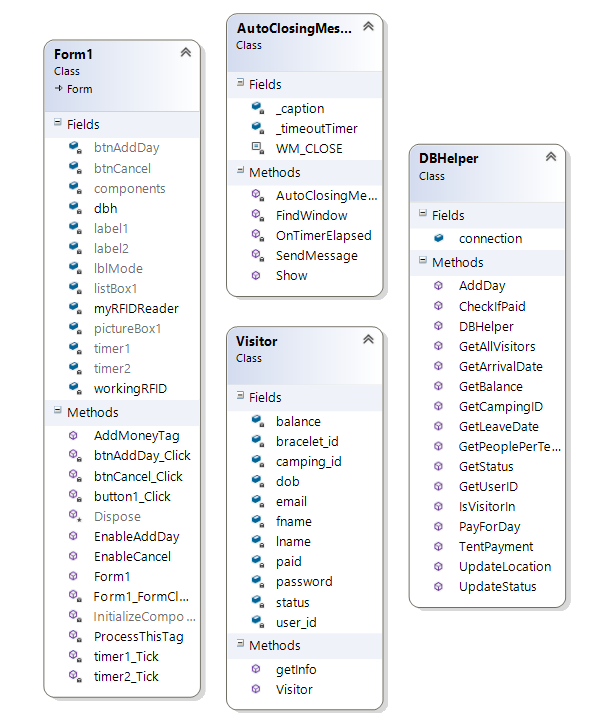 Form1
Class
Form
Fields
btnAddDay
btnCancel
components
dbh
label1
label2
lblMode
listBox1
myRFIDReader
pictureBox1
timer1
timer2
workingRFID
Methods
AddMoneyTag
btnAddDay_Click
btnCancel_Click
button1_Click
Dispose
EnableAddDay
EnableCancel
Form1
Form1_FormCl...
InitializeCompo...
ProcessThisTag
timer1_Tick
timer2_Tick
AutoClosingMes...
Class
Fields
_caption
_timeoutTimer
WM_CLOSE
Methods
AutoClosingMe...
FindWindow
OnTimerElapsed
SendMessage
Show
Visitor
Class
Fields
balance
bracelet_id
camping_id
dob
email
fname
lname
paid
password
status
user_id
Methods
getInfo
Visitor
DBHelper
Class
Fields
connection
Methods
AddDay
CheckIfPaid
DBHelper
GetAllVisitors
GetArrivalDate
GetBalance
GetCampingID
GetLeaveDate
GetPeoplePerTe...
GetStatus
GetUserID
IsVisitorIn
PayForDay
TentPayment
UpdateLocation
UpdateStatus